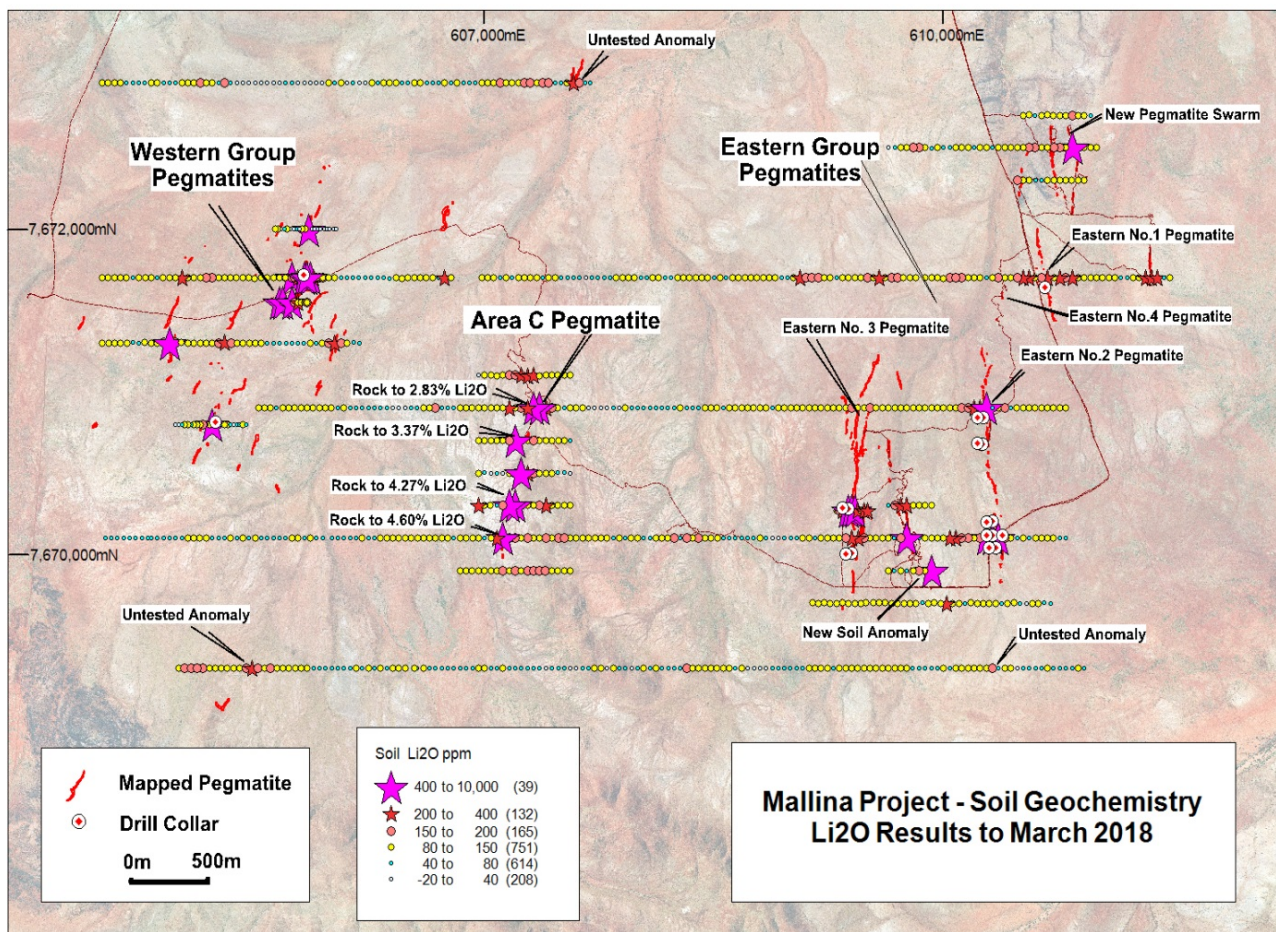 607,000mE
610,000mE
Untested Anomaly
New Pegmatite Swarm
Western Group
Pegmatites
Eastern Group
Pegmatites
7,672,000mN
Eastern No.1 Pegmatite
Eastern No.4 Pegmatite
Area C Pegmatite
Eastern No. 3 Pegmatite
Eastern No.2 Pegmatite
Rock to 2.83% Li2O
Rock to 3.37% Li2O
Rock to 4.27% Li2O
Rock to 4.60% Li2O
7,670,000mN
Untested Anomaly
New Soil Anomaly
Untested Anomaly
Mapped Pegmatite
Drill Collar
0m 500m
Soil Li2O ppm
400 to 10,000 (39)
200 to 400 (132)
150 to 200 (165)
80 to 150 (751)
40 to 80 (614)
-20 to 40 (208)
Mallina Project - Soil Geochemistry
Li2O Results to March 2018